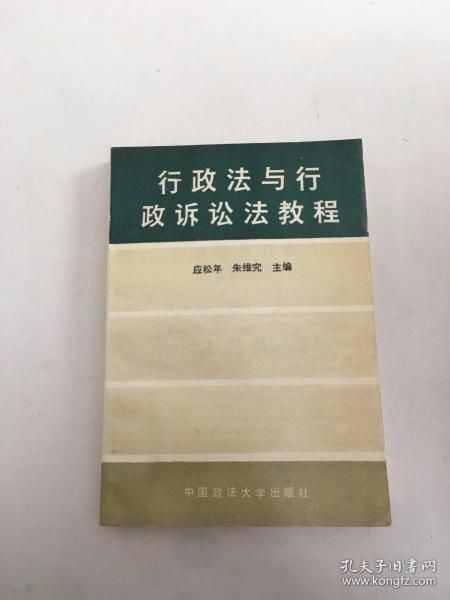 行政法与行
政诉讼法教程
应松年 朱维究 主编
中国政法大学出版社
孔夫子旧书网
www.kongfz.com